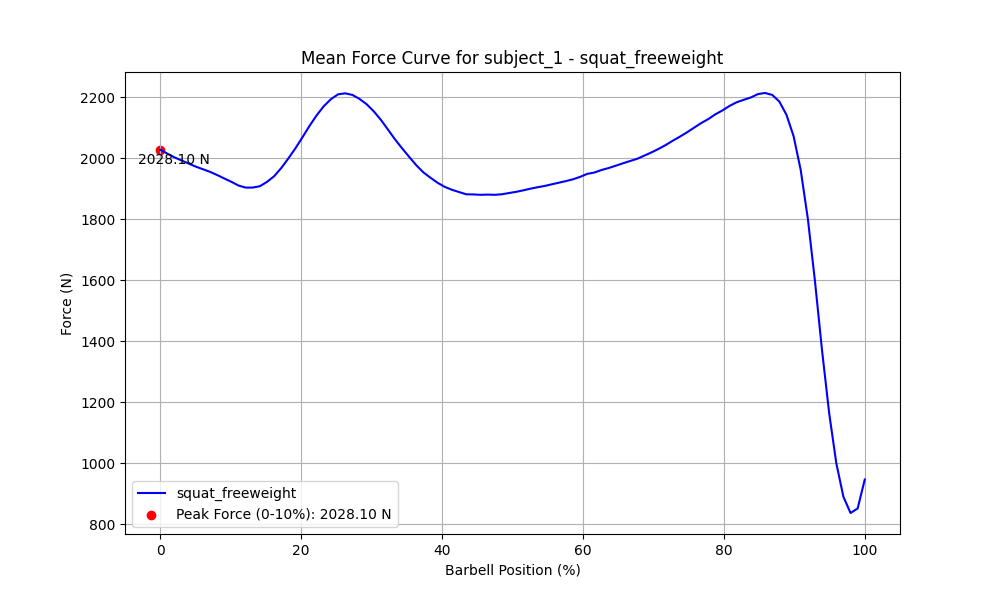 Mean Force Curve for subject_1 - squat_freeweight
Force (N)
2200
2000
1800
1600
1400
1200
1000
800
2028.10 N
squat_freeweight
Peak Force (0-10%): 2028.10 N
0 20 40 60 80 100
Barbell Position (%)